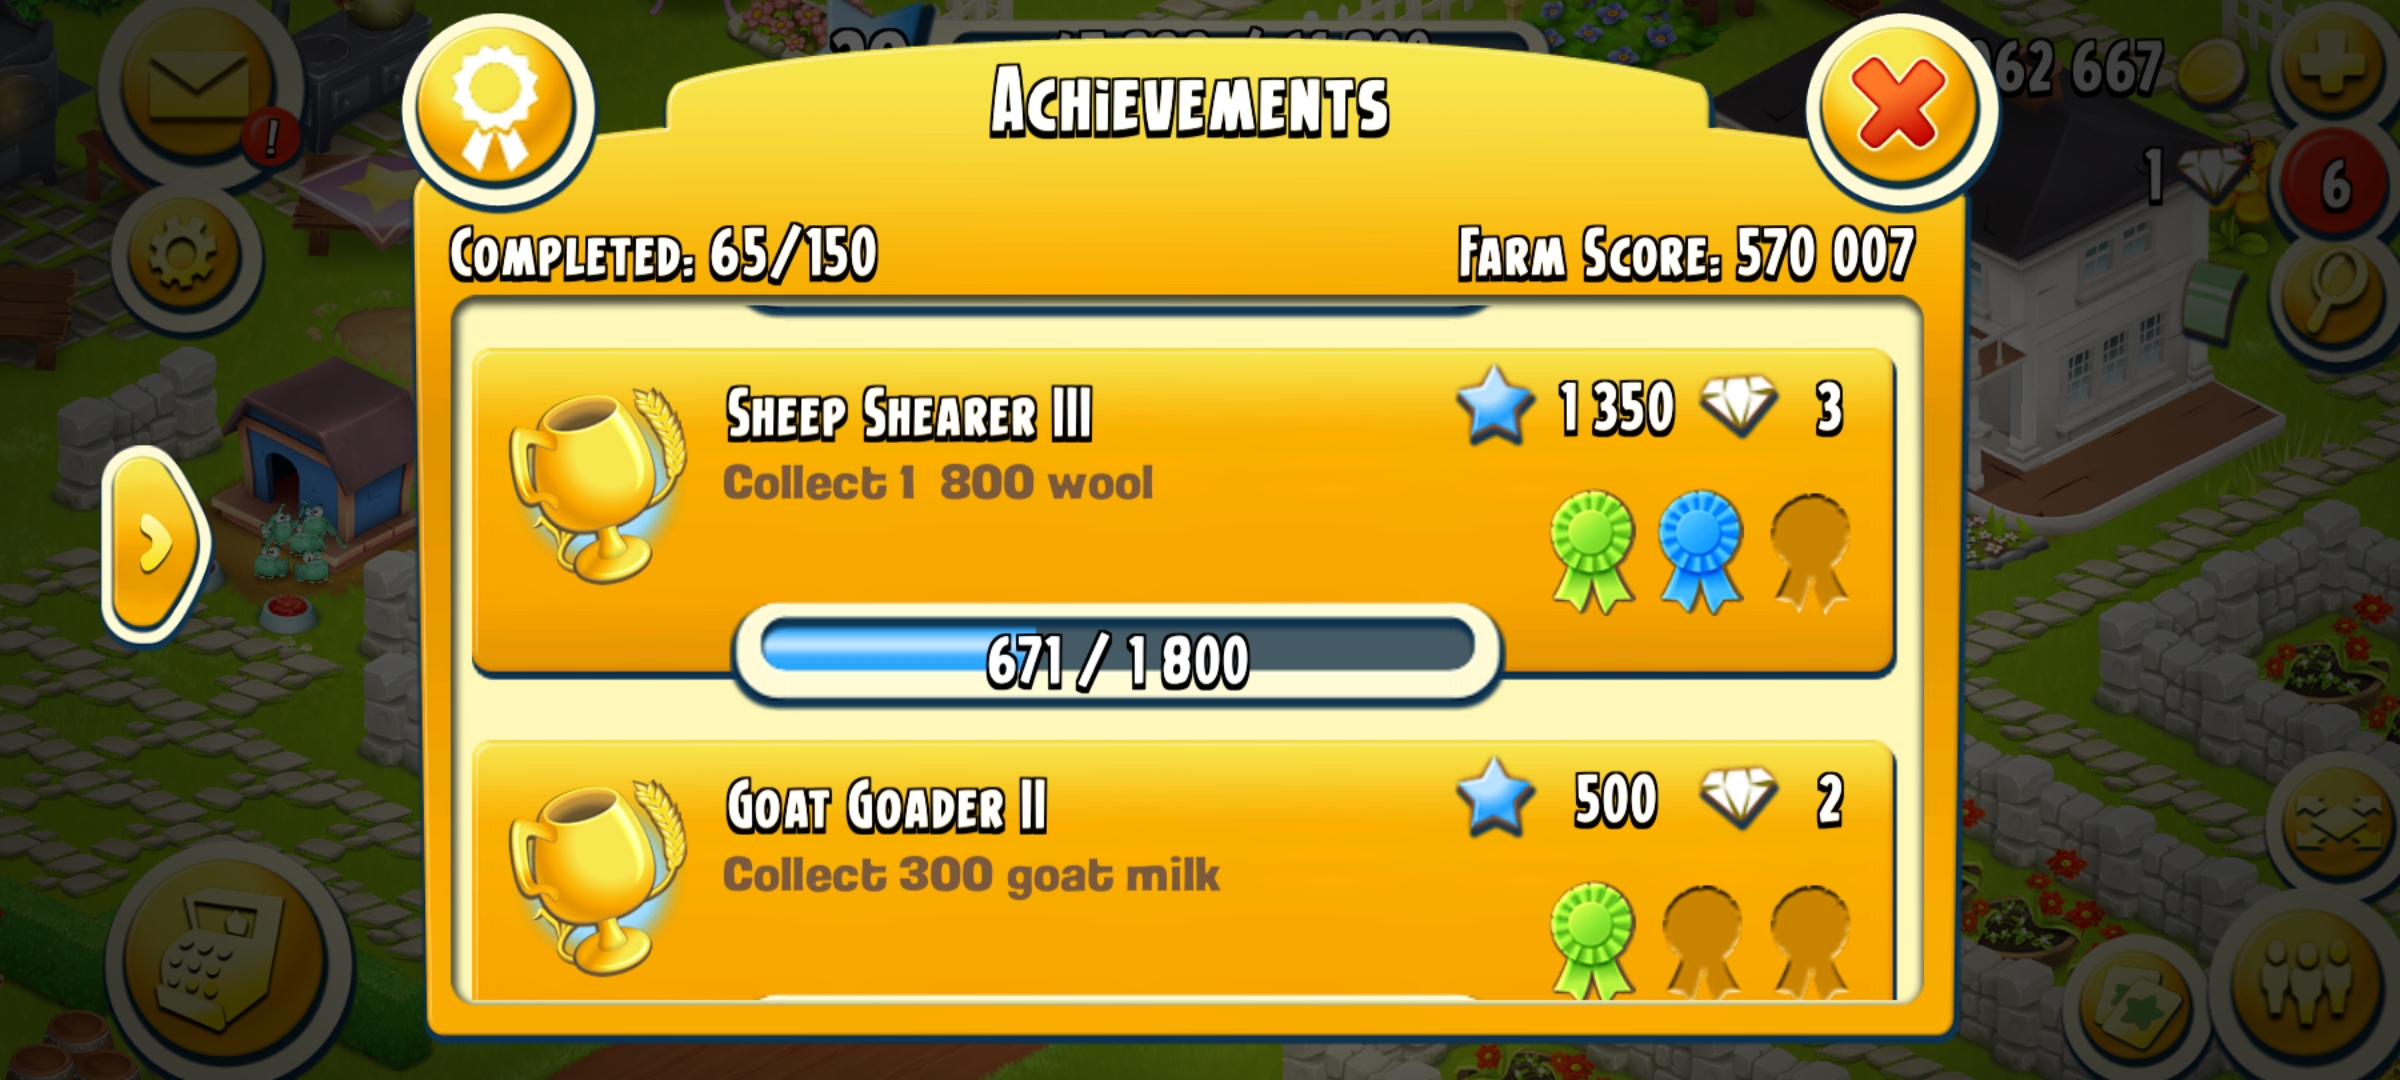 Achievements
!
62 667
1
6
Completed: 65/150
Farm Score: 570 007
Sheep Shearer III
1 350
3
Collect 1 800 wool
671 / 1 800
Goat Goader II
500
2
Collect 300 goat milk